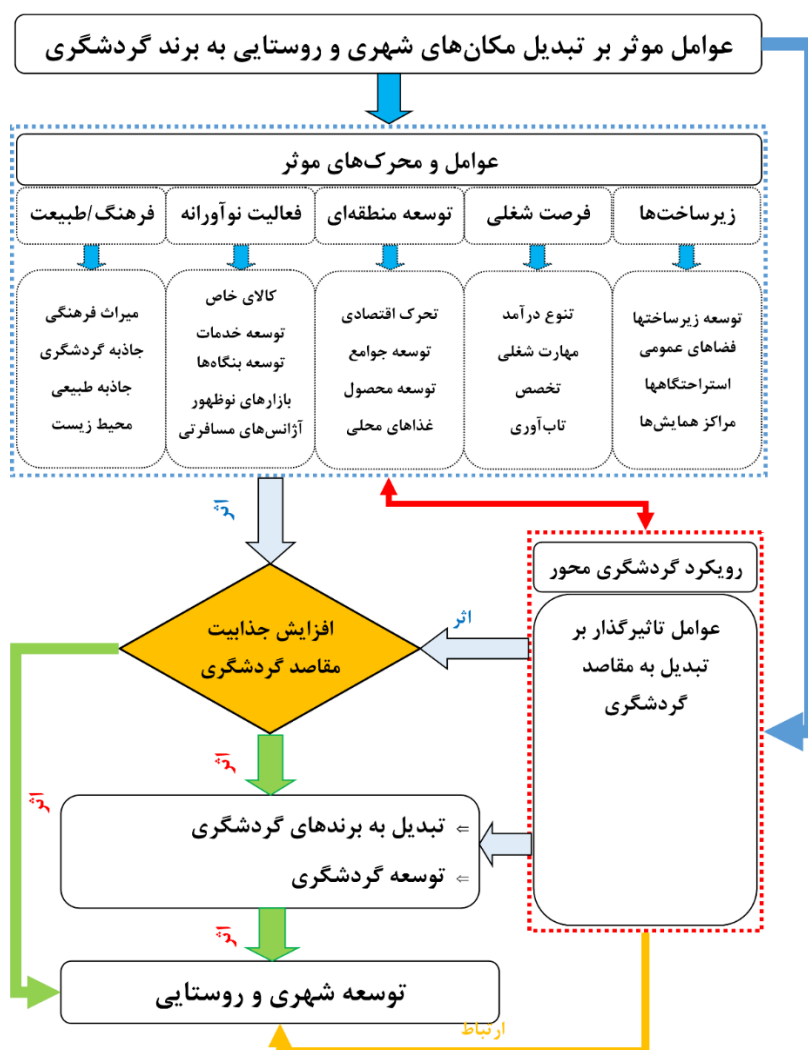 عوامل موثر بر تبدیل مکان‌های شهری و روستایی به برند گردشگری
عوامل و محرک‌های موثر
زیرساخت‌ها
فرصت شغلی
توسعه منطقه‌ای
فعالیت نوآورانه
فرهنگ/طبیعت
توسعه زیرساختها
فضاهای عمومی
استراحتگاهها
مراکز همایش‌ها
تنوع درآمد
مهارت شغلی
تخصص
تاب‌آوری
تحرک اقتصادی
توسعه جوامع
توسعه محصول
غذاهای محلی
کالای خاص
توسعه خدمات
توسعه بنگاه‌ها
بازارهای نوظهور
آژانس‌های مسافرتی
میراث فرهنگی
جاذبه گردشگری
جاذبه طبیعی
محیط زیست
اثر
رویکرد گردشگری محور
عوامل تاثیرگذار بر
تبدیل به مقاصد
گردشگری
اثر
افزایش جذابیت
مقاصد گردشگری
اثر
اثر
⇐ تبدیل به برندهای گردشگری
⇐ توسعه گردشگری
اثر
توسعه شهری و روستایی
ارتباط